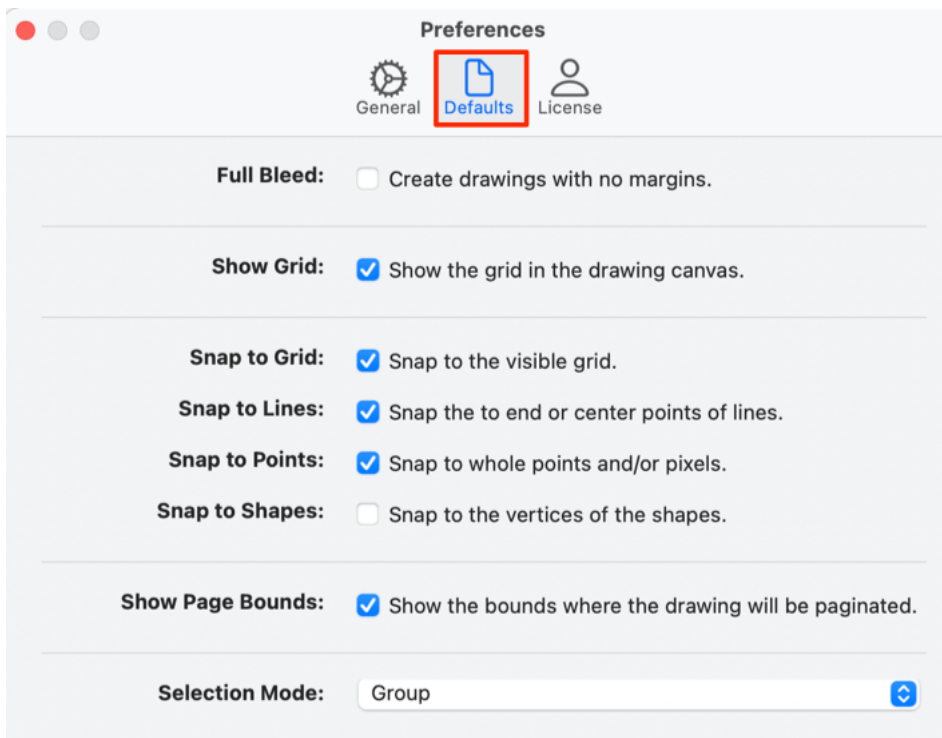 Preferences
General Defaults License
Full Bleed: Create drawings with no margins.
Show Grid: Show the grid in the drawing canvas.
Snap to Grid: Snap to the visible grid.
Snap to Lines: Snap the to end or center points of lines.
Snap to Points: Snap to whole points and/or pixels.
Snap to Shapes: Snap to the vertices of the shapes.
Show Page Bounds: Show the bounds where the drawing will be paginated.
Selection Mode: Group